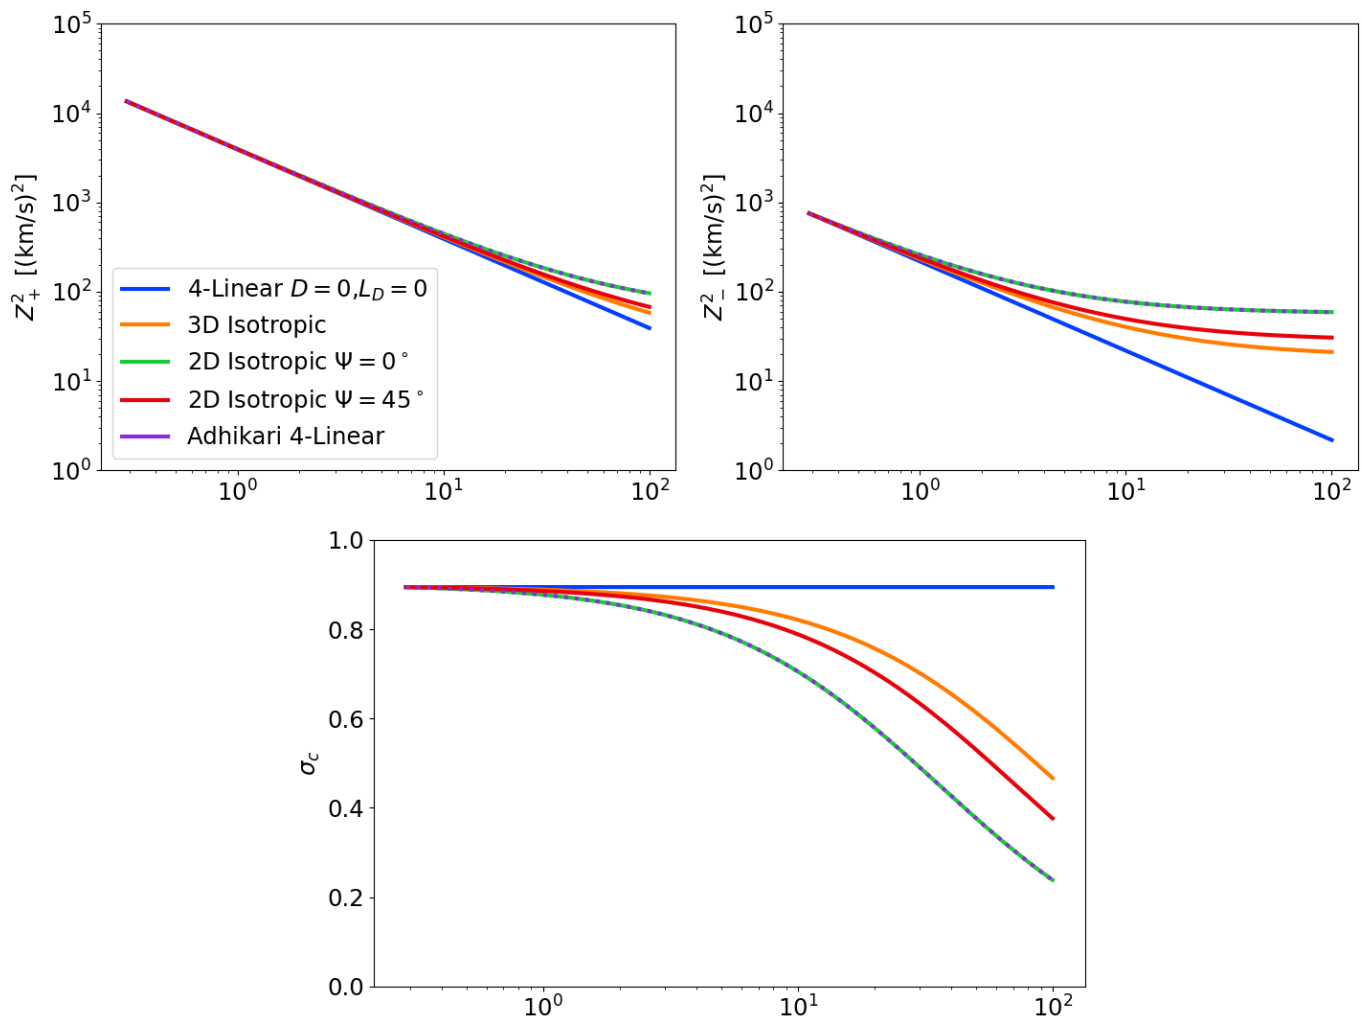 10^5
10^4
10^3
10^2
10^1
10^0
Z_+^2 [(km/s)^2]
4-Linear D = 0,L_D = 0
3D Isotropic
2D Isotropic Ψ = 0°
2D Isotropic Ψ = 45°
Adhikari 4-Linear
10^0 10^1 10^2
10^5
10^4
10^3
10^2
10^1
10^0
Z_-^2 [(km/s)^2]
10^0 10^1 10^2
1.0
0.8
0.6
0.4
0.2
0.0
σ_c
10^0 10^1 10^2